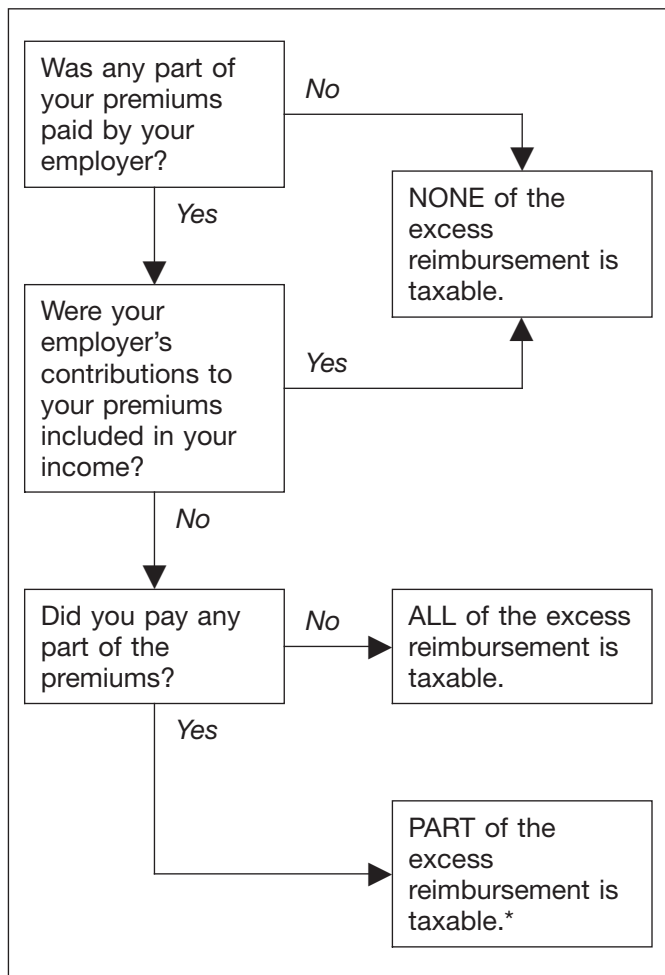 Was any part of
your premiums
paid by your
employer?
No
Yes
NONE of the
excess
reimbursement is
taxable.
Were your
employer’s
contributions to
your premiums
included in your
income?
Yes
No
Did you pay any
part of the
premiums?
No
ALL of the excess
reimbursement is
taxable.
Yes
PART of the
excess
reimbursement is
taxable.*